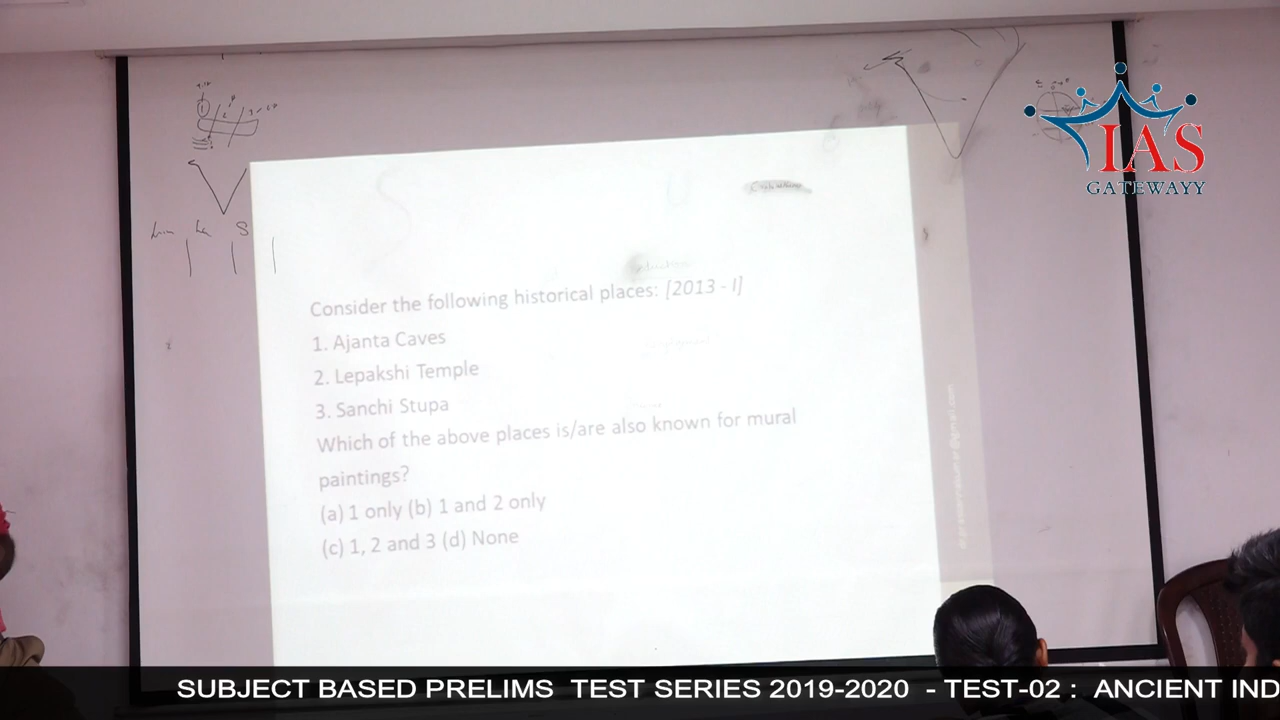 IAS
GATEWAYY
Consider the following historical places: [2013 - I]
1. Ajanta Caves
2. Lepakshi Temple
3. Sanchi Stupa
Which of the above places is/are also known for mural
paintings?
(a) 1 only (b) 1 and 2 only
(c) 1, 2 and 3 (d) None
SUBJECT BASED PRELIMS TEST SERIES 2019-2020 - TEST-02 : ANCIENT IND